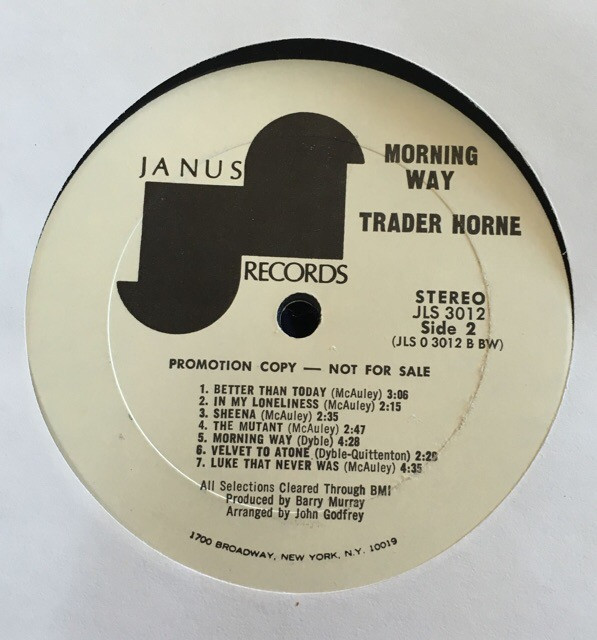 JANUS
RECORDS
MORNING
WAY
TRADER HORNE
STEREO
JLS 3012
Side 2
(JLS 0 3012 B BW)
PROMOTION COPY — NOT FOR SALE
1. BETTER THAN TODAY (McAuley) 3:06
2. IN MY LONELINESS (McAuley) 2:15
3. SHEENA (McAuley) 2:35
4. THE MUTANT (McAuley) 2:47
5. MORNING WAY (Dyble) 4:28
6. VELVET TO ATONE (Dyble-Quittenton)
7. LUKE THAT NEVER WAS (McAuley) 4:35
All Selections Cleared Through BMI
Produced by Barry Murray
Arranged by John Godfrey
1700 BROADWAY, NEW YORK, N.Y. 10019